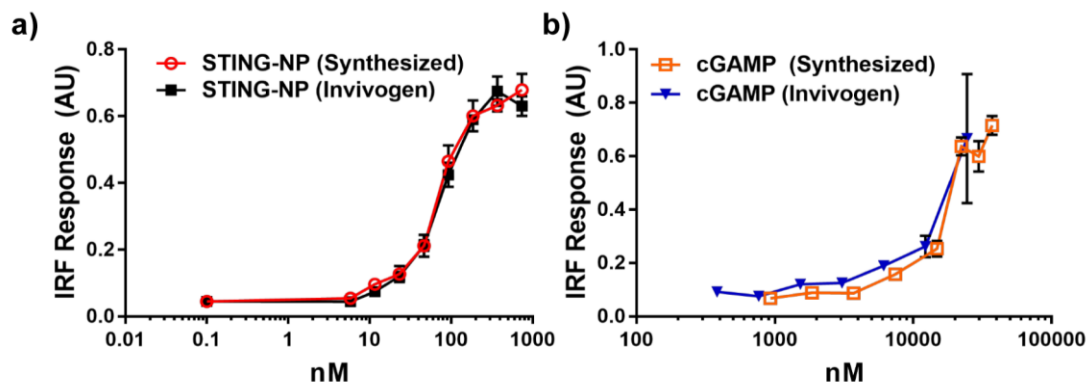 a)
IRF Response (AU)
0.8
0.6
0.4
0.2
0.0
STING-NP (Synthesized)
STING-NP (Invivogen)
0.01 0.1 1 10 100 1000
nM
b)
IRF Response (AU)
1.0
0.8
0.6
0.4
0.2
0.0
cGAMP (Synthesized)
cGAMP (Invivogen)
1000 10000 100000
nM